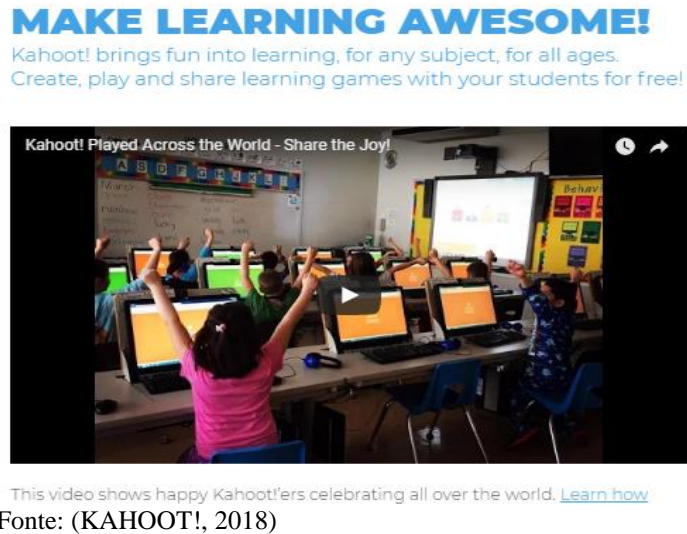 MAKE LEARNING AWESOME!
Kahoot! brings fun into learning, for any subject, for all ages.
Create, play and share learning games with your students for free!
Kahoot! Played Across the World - Share the Joy!
A S D F G H J K L
March
Behavi
This video shows happy Kahoot!'ers celebrating all over the world. Learn how
Fonte: (KAHOOT!, 2018)